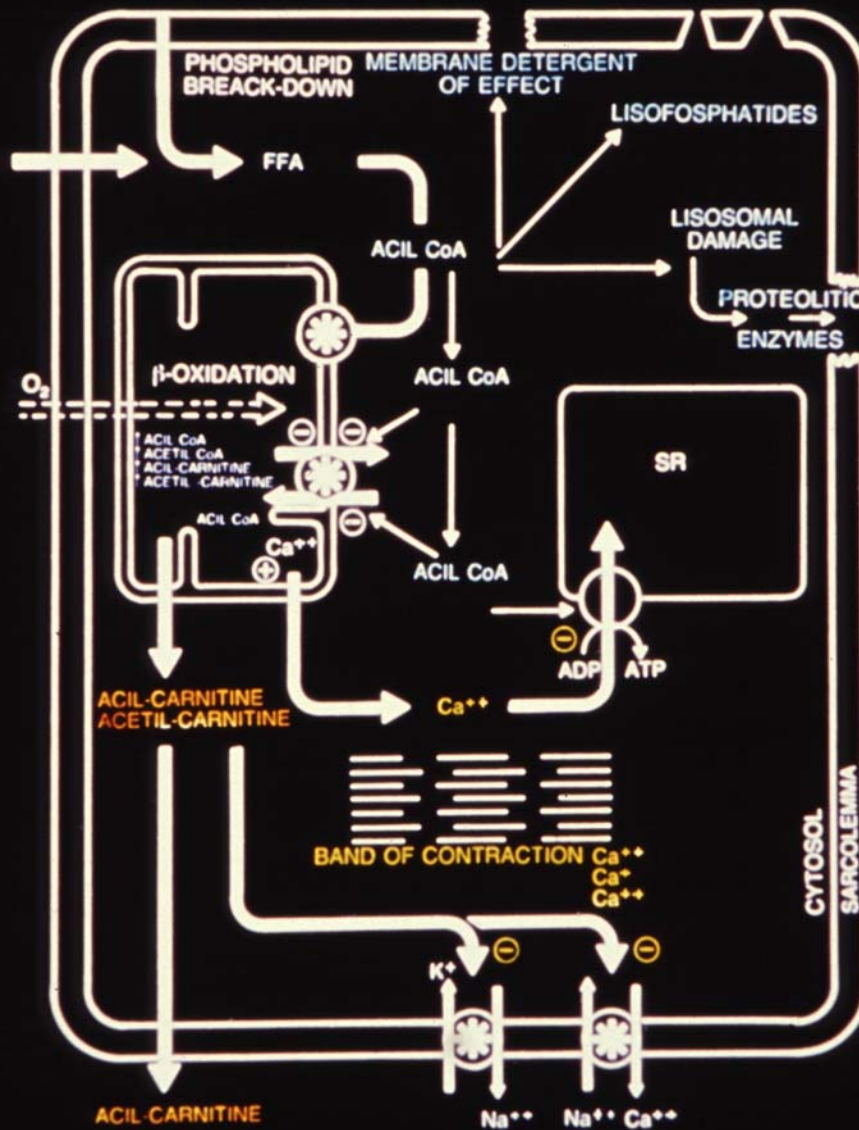 PHOSPHOLIPID
BREACK-DOWN
MEMBRANE DETERGENT
OF EFFECT
LISOFOSPHATIDES
FFA
ACIL CoA
LISOSOMAL
DAMAGE
PROTEOLITIC
ENZYMES
O₂
β-OXIDATION
ACIL CoA
↑ ACIL CoA
↑ ACETIL CoA
↑ ACIL-CARNITINE
↑ ACETIL-CARNITINE
SR
ACIL CoA
Ca⁺⁺
ACIL CoA
ADP
ATP
ACIL-CARNITINE
ACETIL-CARNITINE
Ca⁺⁺
BAND OF CONTRACTION Ca⁺⁺
Ca⁺
Ca⁺⁺
CYTOSOL
SARCOLEMMA
K⁺
ACIL-CARNITINE
Na⁺⁺
Na⁺⁺ Ca⁺⁺